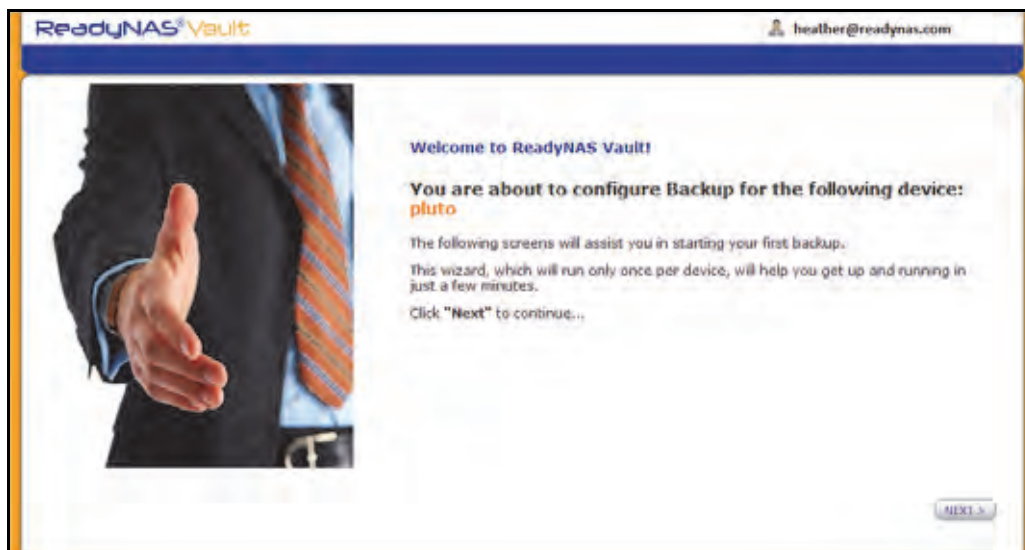 ReadyNAS® Vault
heather@readynas.com
Welcome to ReadyNAS Vault!
You are about to configure Backup for the following device:
pluto
The following screens will assist you in starting your first backup.
This wizard, which will run only once per device, will help you get up and running in
just a few minutes.
Click "Next" to continue...
NEXT >